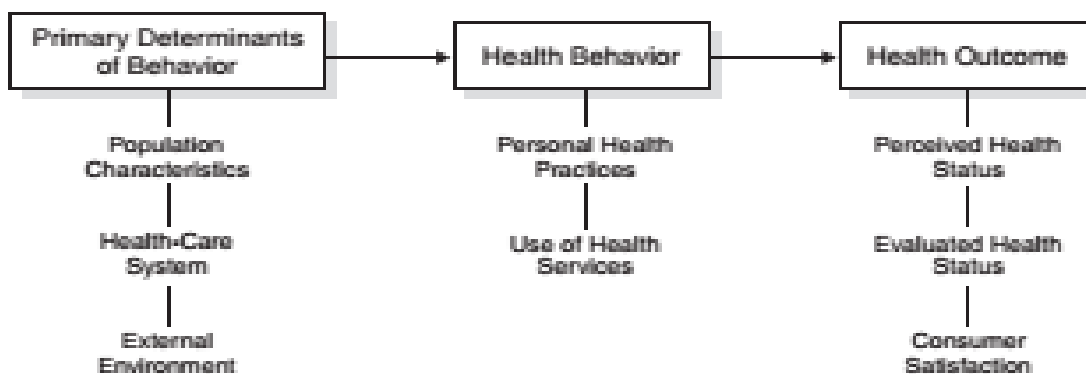 Primary Determinants
of Behavior
Population
Characteristics
Health-Care
System
External
Environment
Health Behavior
Personal Health
Practices
Use of Health
Services
Health Outcome
Perceived Health
Status
Evaluated Health
Status
Consumer
Satisfaction